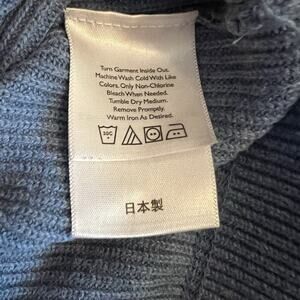 Turn Garment Inside Out.
Machine Wash Cold With Like
Colors, Only Non-Chlorine
Bleach When Needed.
Tumble Dry Medium.
Remove Promptly.
Warm Iron As Needed.
30C
日本製